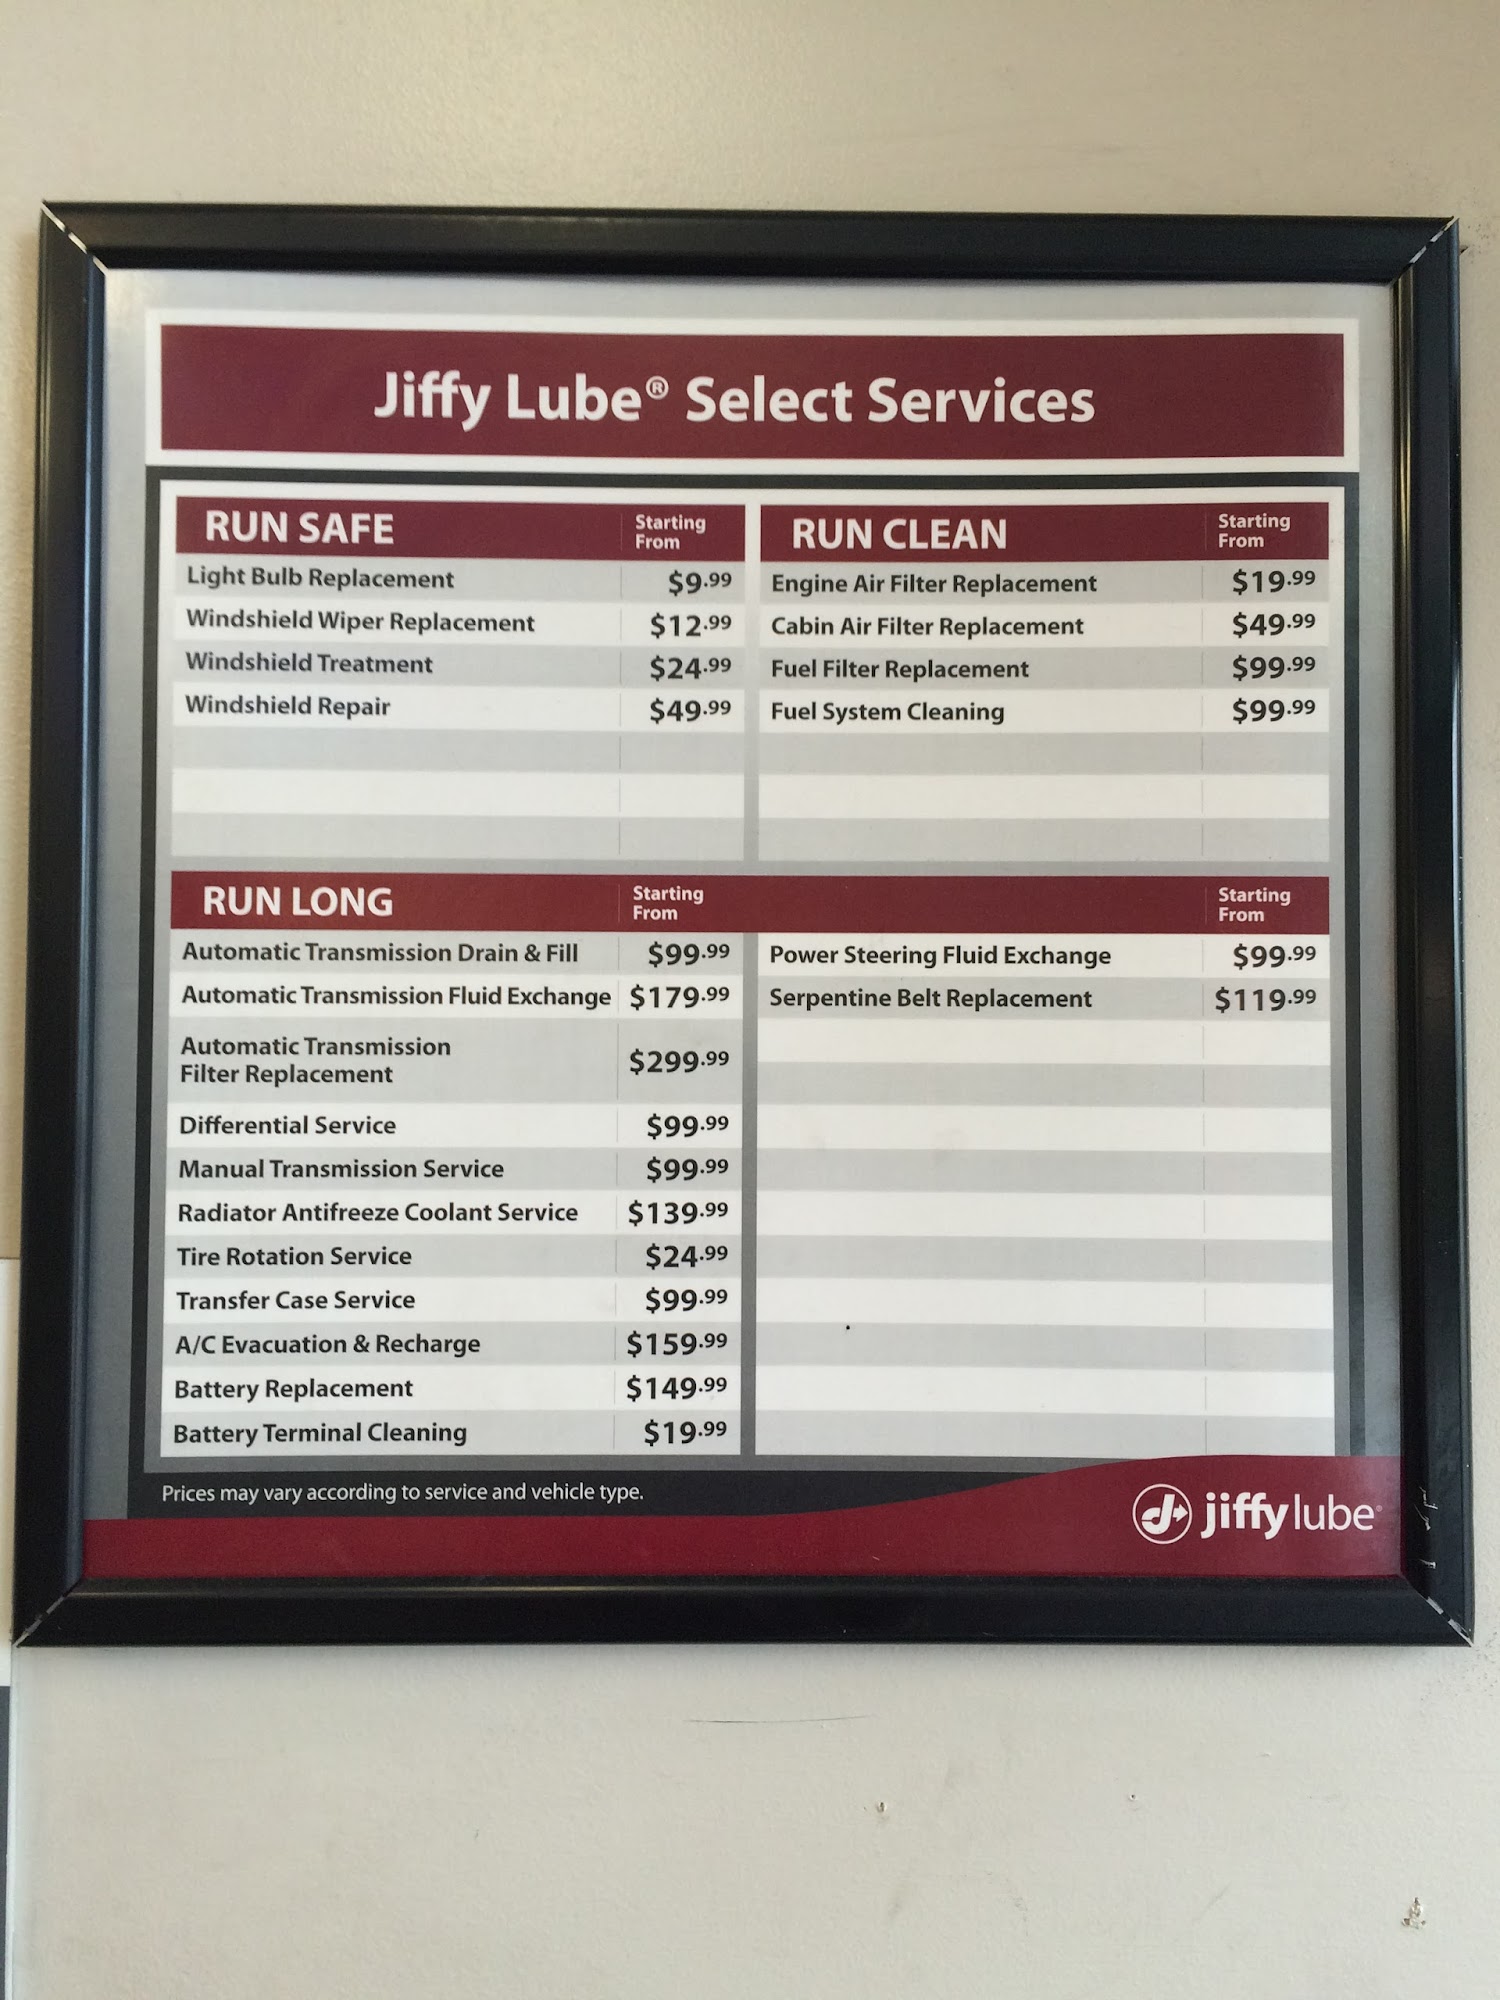 Jiffy Lube® Select Services
RUN SAFE Starting From
Light Bulb Replacement $9.99
Windshield Wiper Replacement $12.99
Windshield Treatment $24.99
Windshield Repair $49.99
RUN CLEAN Starting From
Engine Air Filter Replacement $19.99
Cabin Air Filter Replacement $49.99
Fuel Filter Replacement $99.99
Fuel System Cleaning $99.99
RUN LONG Starting From
Automatic Transmission Drain & Fill $99.99
Automatic Transmission Fluid Exchange $179.99
Automatic Transmission
Filter Replacement $299.99
Differential Service $99.99
Manual Transmission Service $99.99
Radiator Antifreeze Coolant Service $139.99
Tire Rotation Service $24.99
Transfer Case Service $99.99
A/C Evacuation & Recharge $159.99
Battery Replacement $149.99
Battery Terminal Cleaning $19.99
Starting From
Power Steering Fluid Exchange $99.99
Serpentine Belt Replacement $119.99
Prices may vary according to service and vehicle type.
jiffy lube®